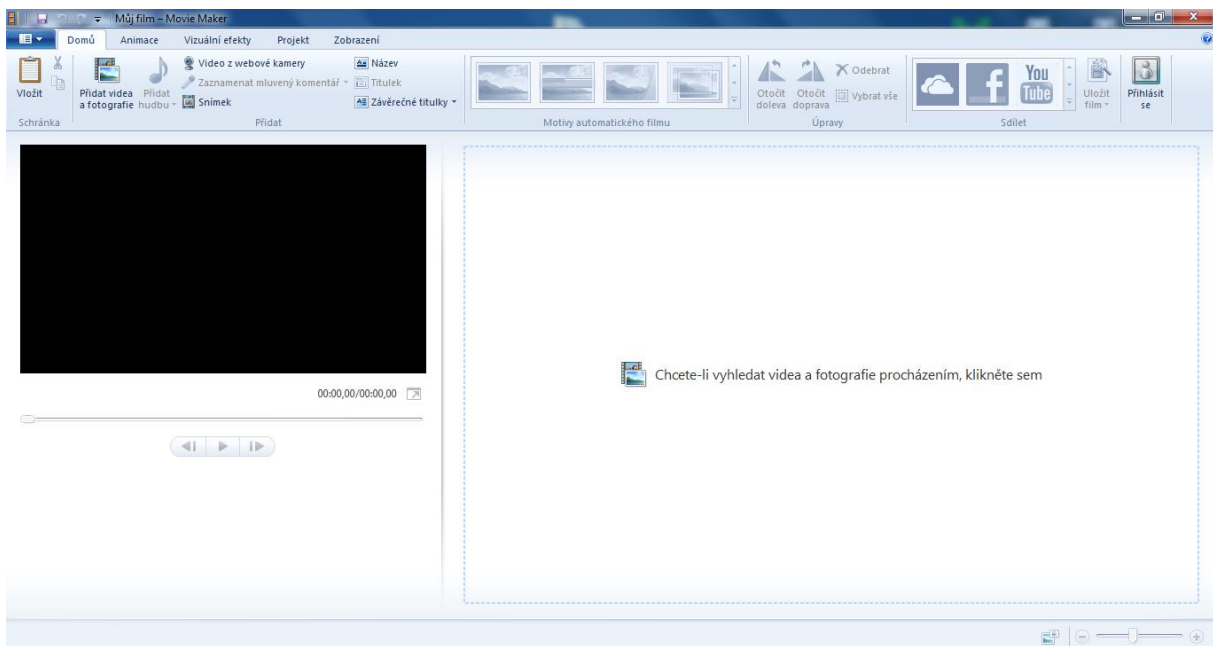 Můj film – Movie Maker
Domů Animace Vizuální efekty Projekt Zobrazení
Vložit
Schránka
Přidat videa
a fotografie
Přidat
hudbu
Video z webové kamery
Zaznamenat mluvený komentář
Snímek
Název
Titulek
Závěrečné titulky
Přidat
Motivy automatického filmu
Otočit
doleva
Otočit
doprava
Odebrat
Vybrat vše
Úpravy
f
You
Tube
Sdílet
Uložit
film
Přihlásit
se
00:00,00/00:00,00
Chcete-li vyhledat videa a fotografie procházením, klikněte sem